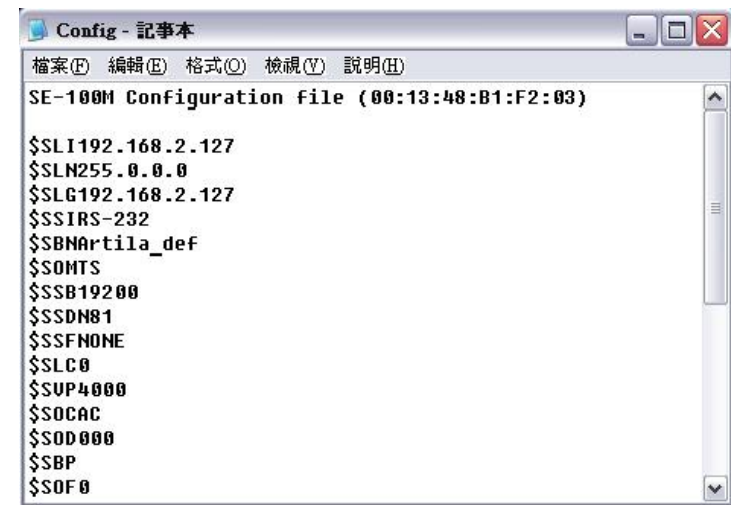 Config - 記事本
檔案(F) 編輯(E) 格式(O) 檢視(V) 說明(H)
SE-100M Configuration file (00:13:48:B1:F2:03)
$SLI192.168.2.127
$SLN255.0.0.0
$SLG192.168.2.127
$SSIRS-232
$SBNArtila_def
$SOMTS
$SSB19200
$SSDN81
$SSFNONE
$SLC0
$SVP4000
$SOCAC
$SOD000
$SBP
$SOF0